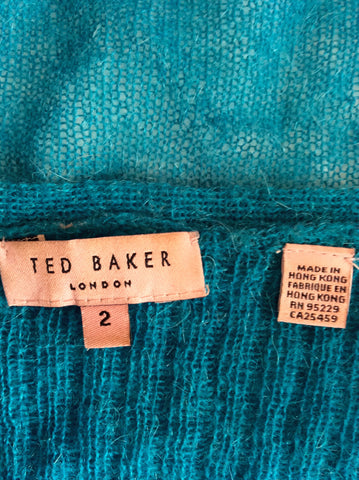 TED BAKER
LONDON
2
MADE IN
HONG KONG
FABRIQUE EN
HONG KONG
RN 95229
CA25459